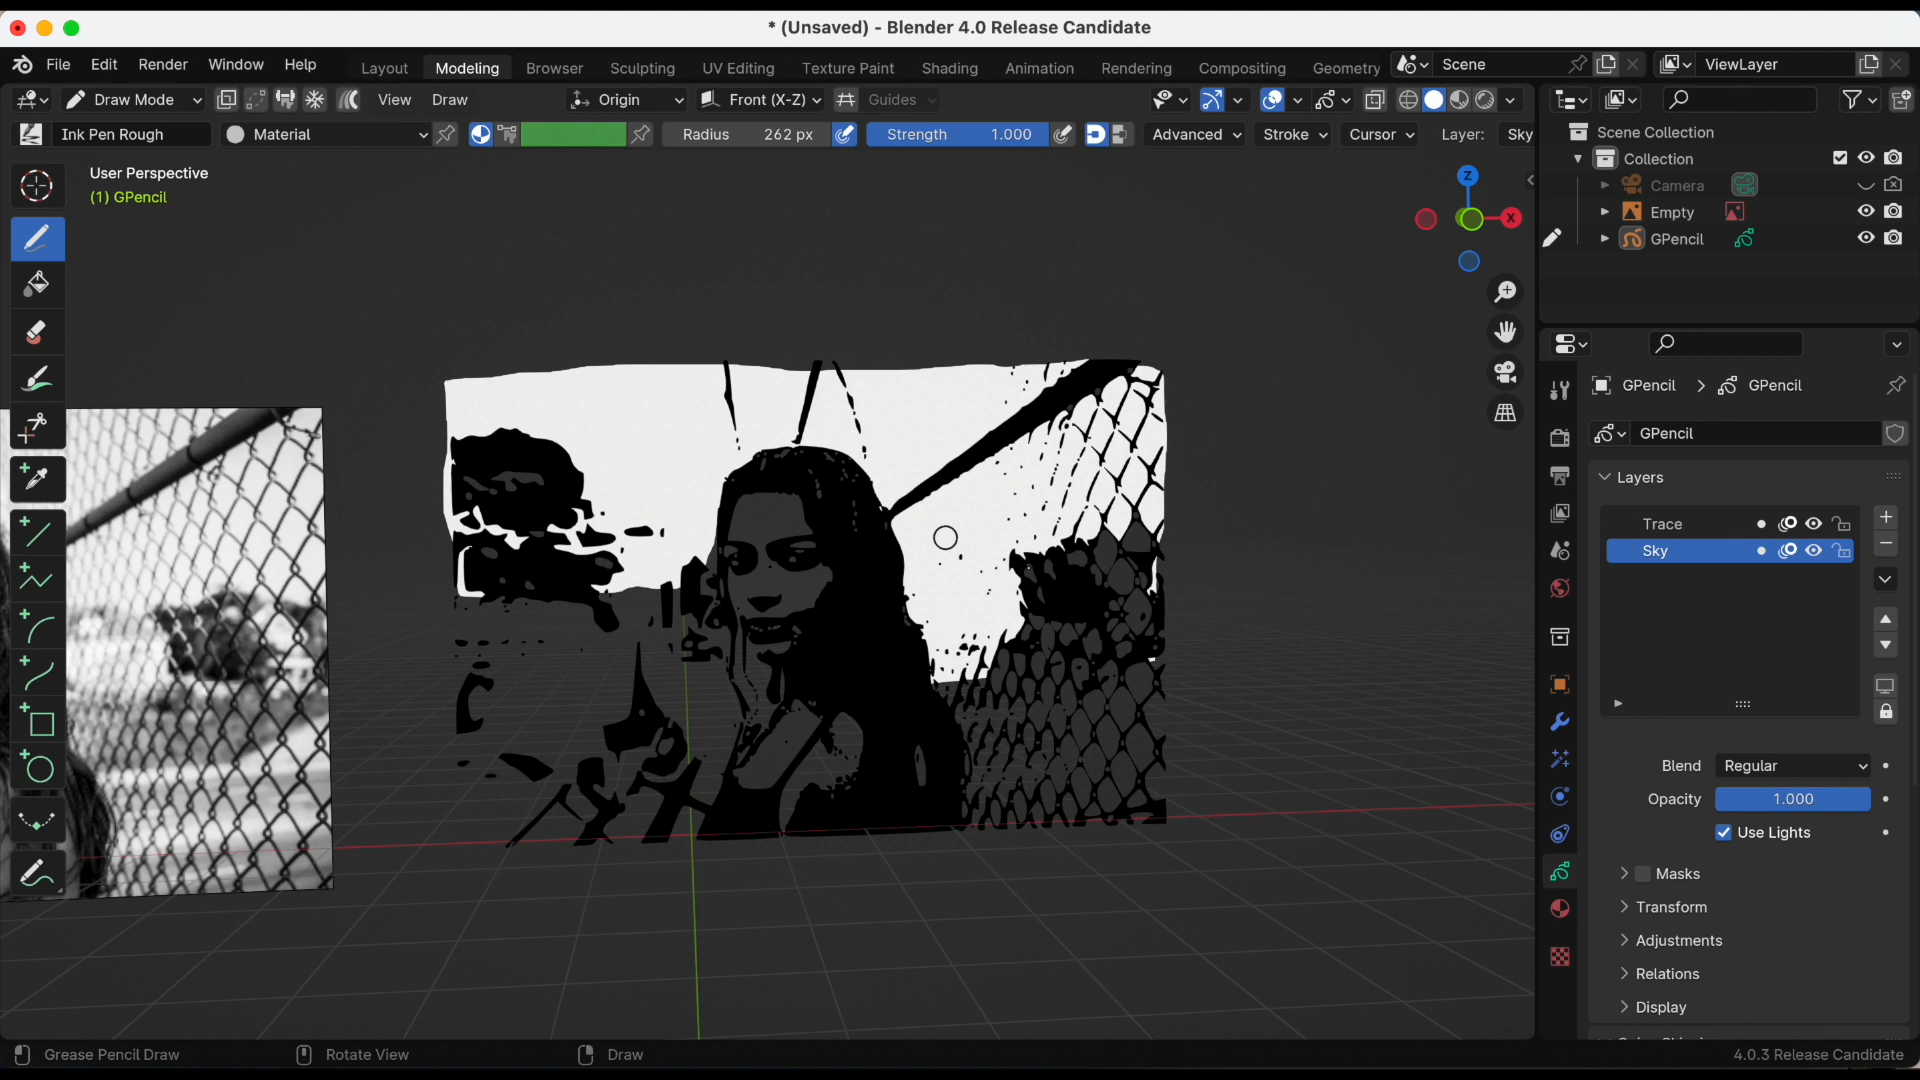 * (Unsaved) - Blender 4.0 Release Candidate
File Edit Render Window Help Layout Modeling Browser Sculpting UV Editing Texture Paint Shading Animation Rendering Compositing Geometry Scene ViewLayer
Draw Mode View Draw Origin Front (X-Z) Guides
Ink Pen Rough Material Radius 262 px Strength 1.000 Advanced Stroke Cursor Layer: Sky
User Perspective
(1) GPencil
Z
X
Scene Collection
Collection
Camera
Empty
GPencil
GPencil > GPencil
GPencil
Layers
Trace
Sky
Blend Regular
Opacity 1.000
Use Lights
Masks
Transform
Adjustments
Relations
Display
Grease Pencil Draw Rotate View Draw 4.0.3 Release Candidate